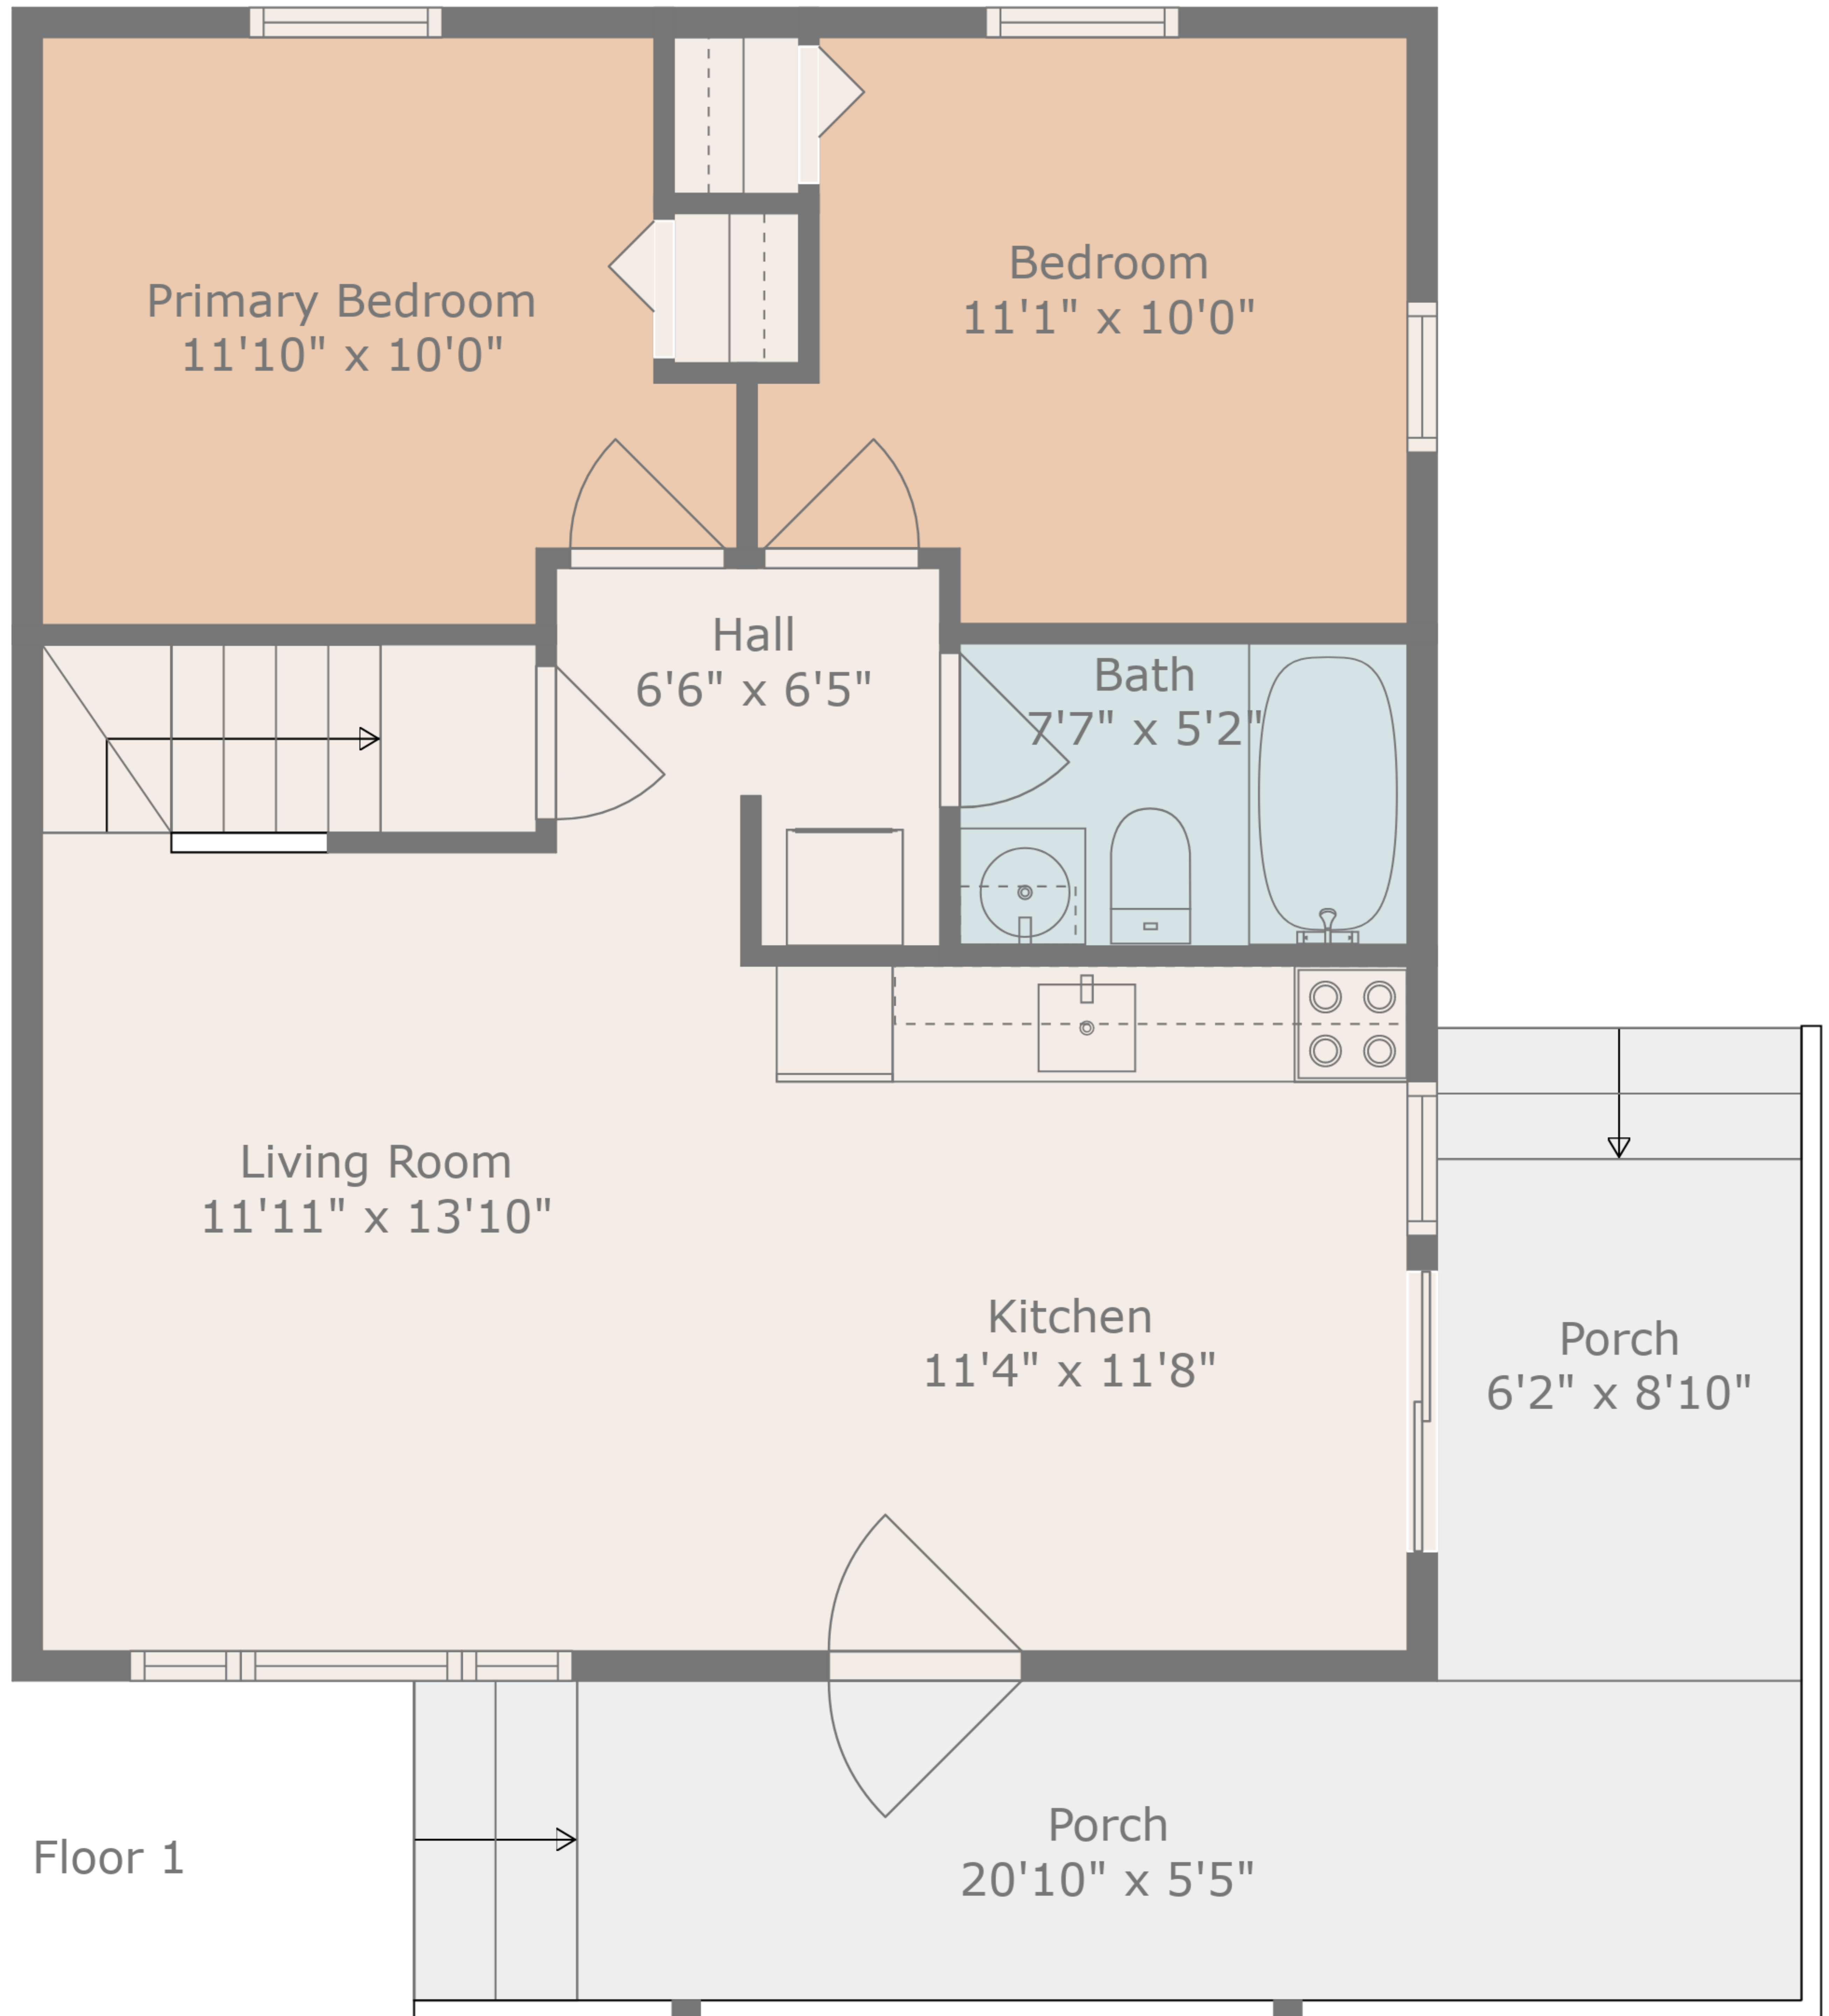 Primary Bedroom
11'10" x 10'0"
Bedroom
11'1" x 10'0"
Hall
6'6" x 6'5"
Bath
7'7" x 5'2"
Living Room
11'11" x 13'10"
Kitchen
11'4" x 11'8"
Porch
6'2" x 8'10"
Porch
20'10" x 5'5"
Floor 1